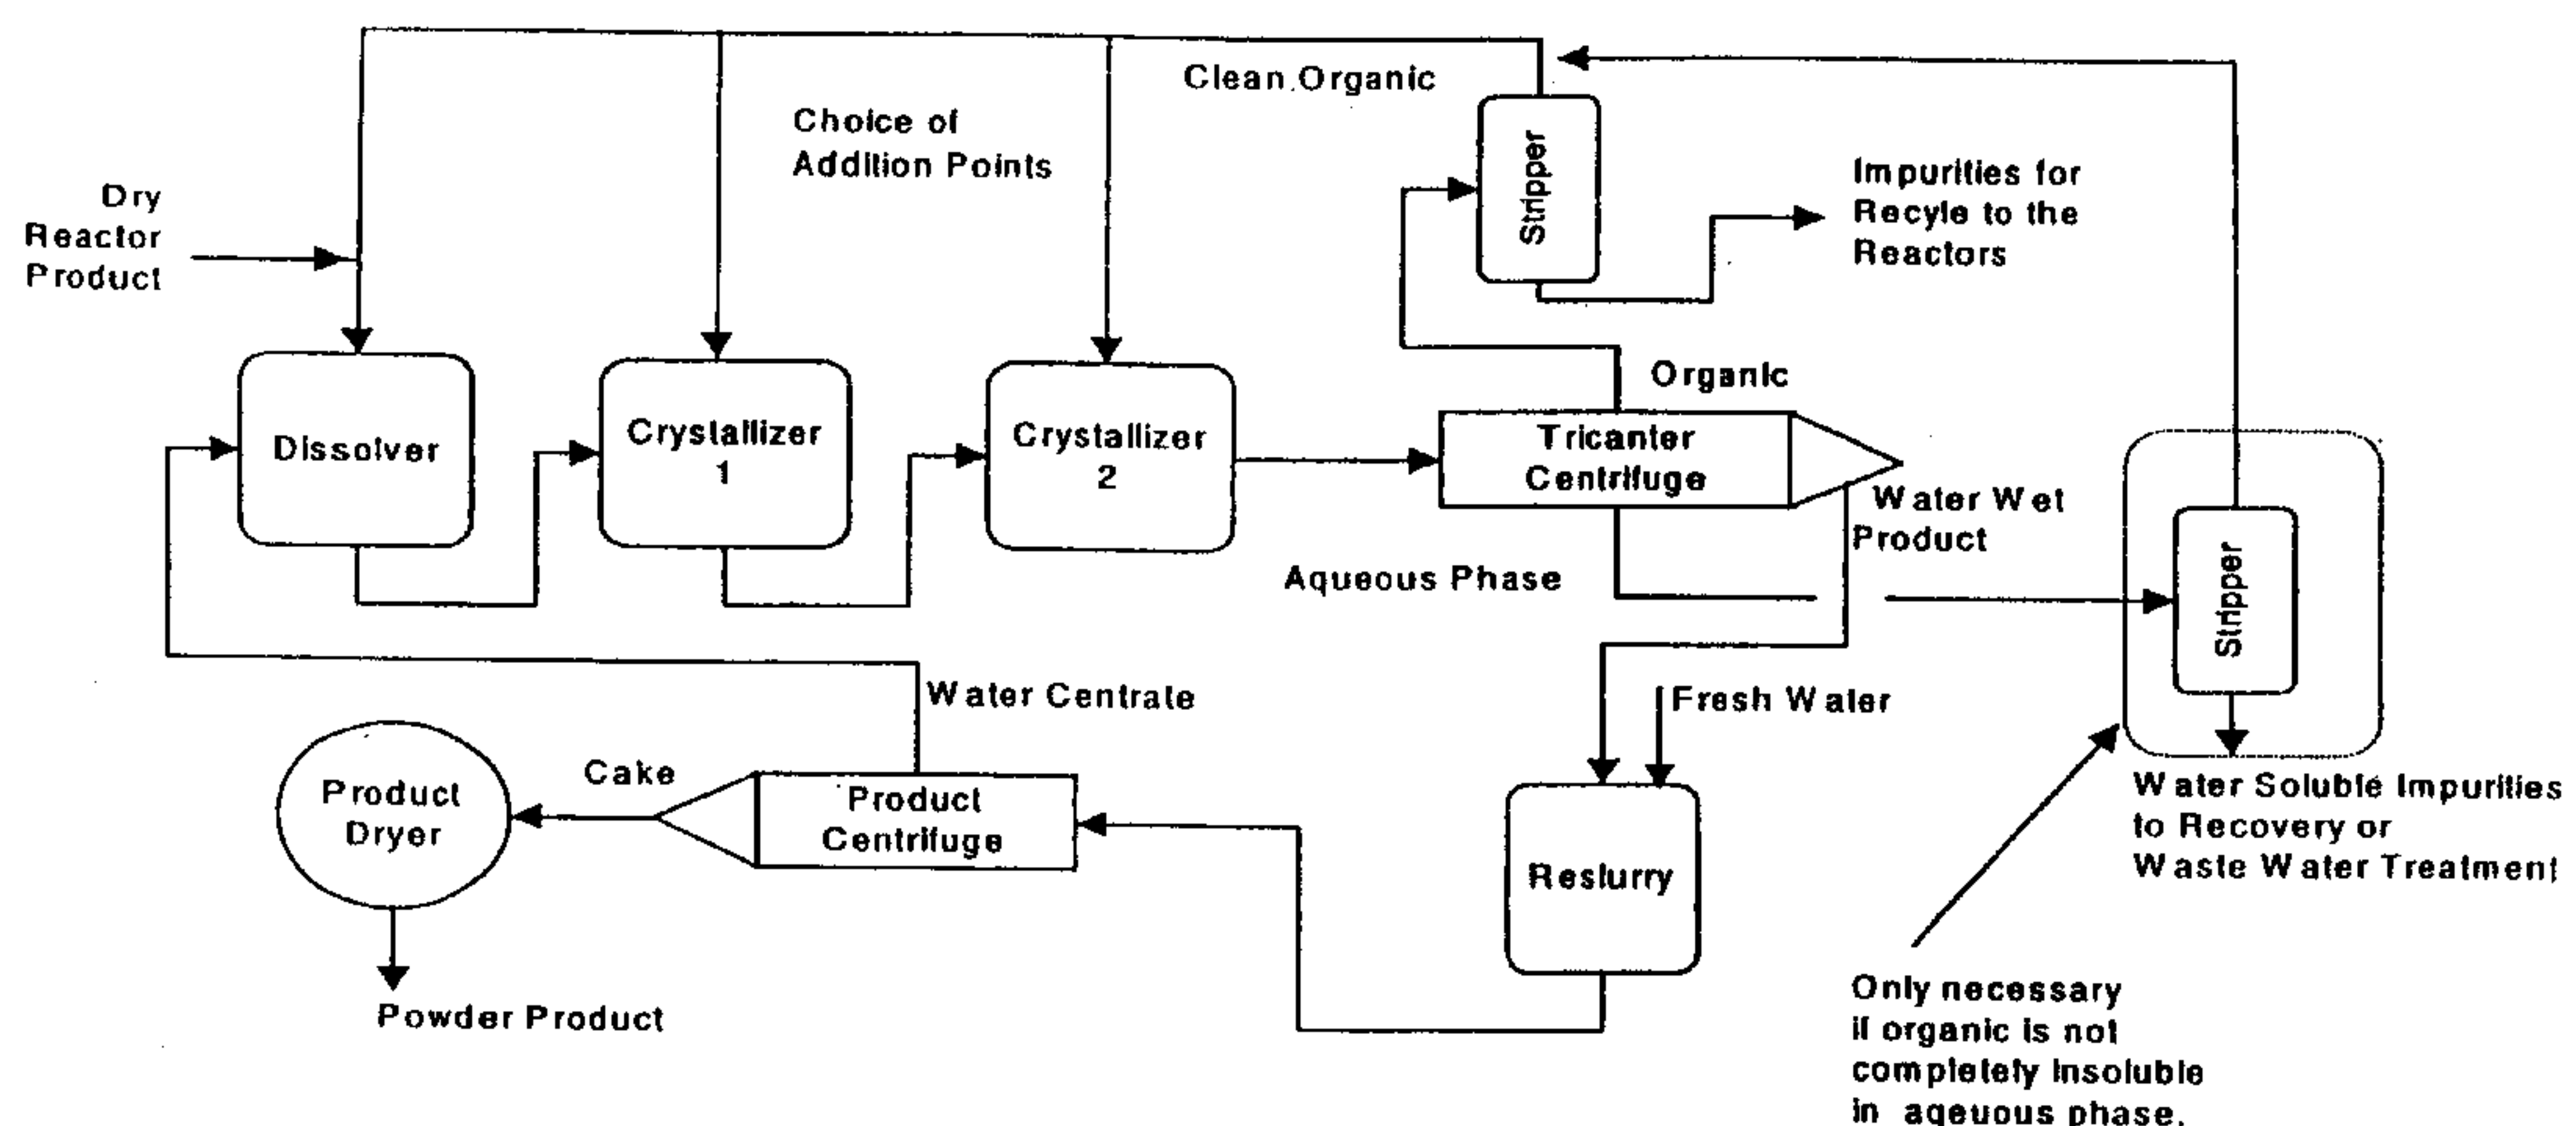 Clean Organic
Choice of
Addition Points
Dry
Reactor
Product
Stripper
Impurities for
Recyle to the
Reactors
Organic
Dissolver
Crystallizer
1
Crystallizer
2
Tricanter
Centrifuge
Water Wet
Product
Aqueous Phase
Stripper
Water Centrate
Fresh Water
Cake
Product
Dryer
Product
Centrifuge
Reslurry
Water Soluble Impurities
to Recovery or
Waste Water Treatment
Powder Product
Only necessary
if organic is not
completely insoluble
in aqeuous phase.